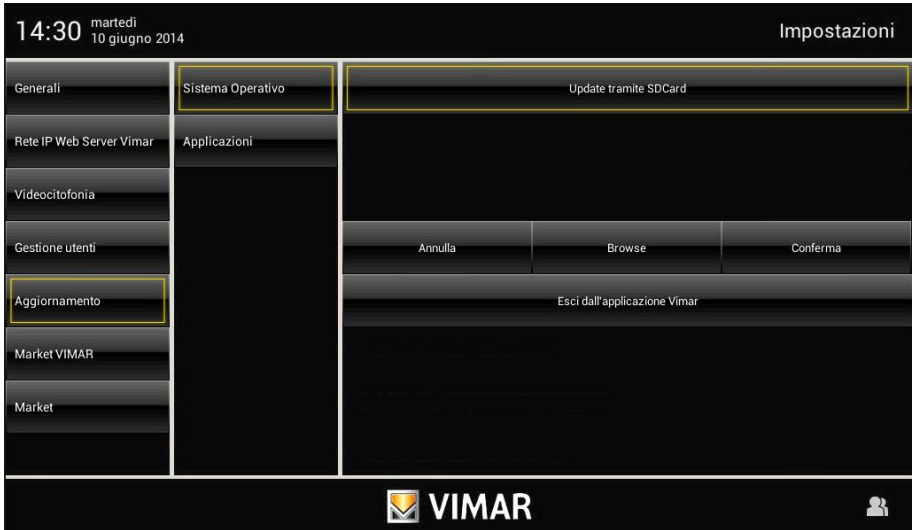 14:30 martedì
10 giugno 2014
Impostazioni
Generali
Rete IP Web Server Vimar
Videocitofonia
Gestione utenti
Aggiornamento
Market VIMAR
Market
Sistema Operativo
Applicazioni
Update tramite SDCard
Annulla Browse Conferma
Esci dall'applicazione Vimar
VIMAR